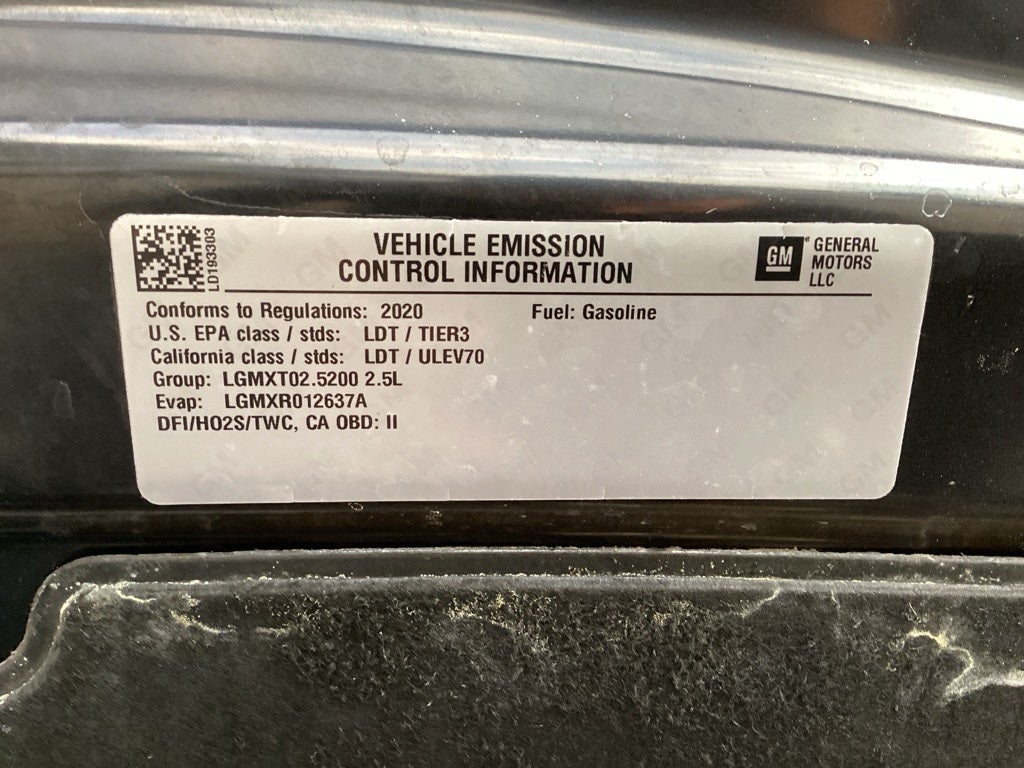 LD193303
VEHICLE EMISSION
CONTROL INFORMATION
GM
GENERAL
MOTORS
LLC
Conforms to Regulations: 2020 Fuel: Gasoline
U.S. EPA class / stds: LDT / TIER3
California class / stds: LDT / ULEV70
Group: LGMXT02.5200 2.5L
Evap: LGMXR012637A
DFI/HO2S/TWC, CA OBD: II